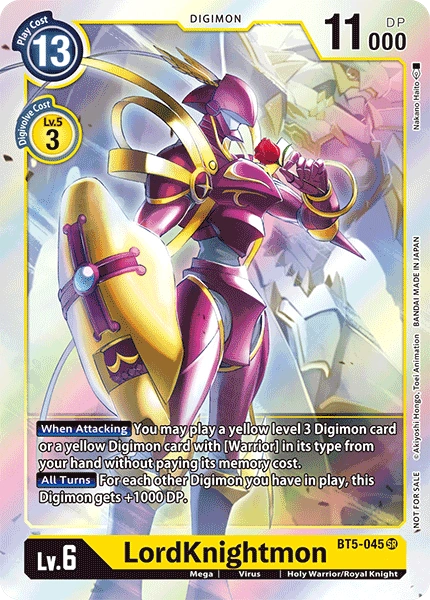 Play Cost
13
DIGIMON
11000
DP
Digivolve Cost
Lv.5
3
Nakano Haito
©Akiyoshi Hongo, Toei Animation BANDAI MADE IN JAPAN
NOT FOR SALE
When Attacking You may play a yellow level 3 Digimon card
or a yellow Digimon card with [Warrior] in its type from
your hand without paying its memory cost.
All Turns For each other Digimon you have in play, this
Digimon gets +1000 DP.
BT5-045 SR
Lv.6
LordKnightmon
Mega Virus Holy Warrior/Royal Knight